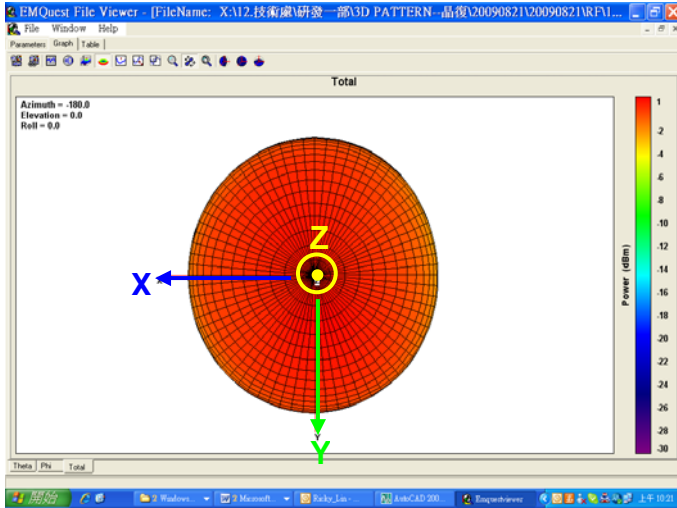 EMQuest File Viewer - [FileName: X:\12.技術處\研發一部\3D PATTERN--晶復\20090821\20090821\RF\1...
File Window Help
Parameters Graph Table
Total
Azimuth = -180.0
Elevation = 0.0
Roll = 0.0
Z
X
Y
Y
1
-2
-4
-6
-8
-10
-12
-14
-16
-18
-20
-22
-24
-26
-28
-30
Power (dBm)
Theta Phi Total
開始 2 Windows... 2 Microsoft... Ricky_Lin -... AutoCAD 200... Emquestviewer 上午 10:21